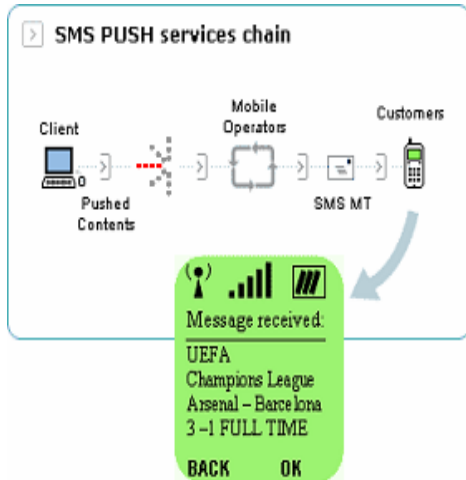 SMS PUSH services chain
Client
Pushed
Contents
Mobile
Operators
SMS MT
Customers
Message received:
UEFA
Champions League
Arsenal – Barcelona
3 –1 FULL TIME
BACK OK